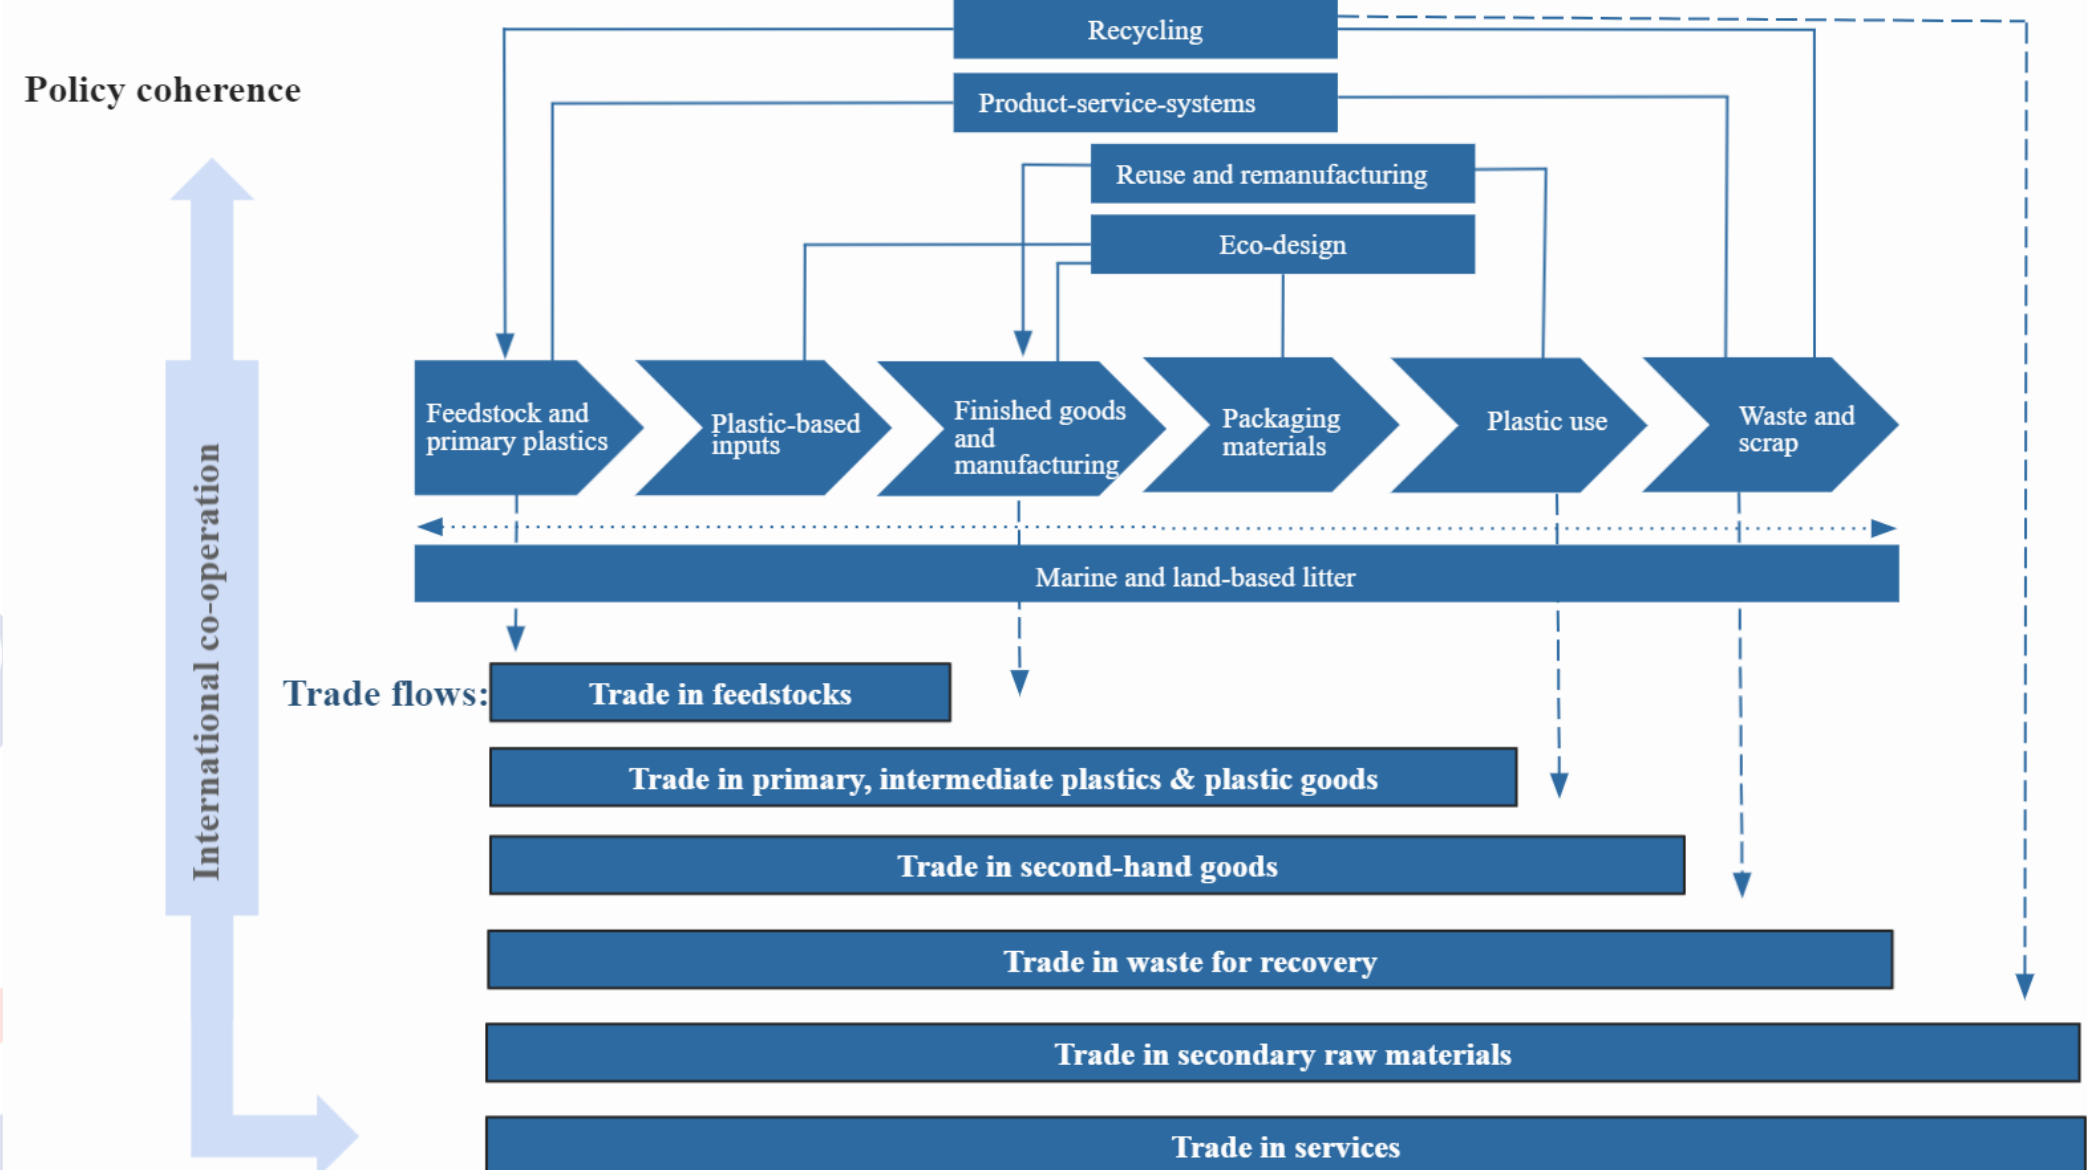 Recycling
Policy coherence
Product-service-systems
Reuse and remanufacturing
Eco-design
Feedstock and
primary plastics
Plastic-based
inputs
Finished goods
and
manufacturing
Packaging
materials
Plastic use
Waste and
scrap
International co-operation
Marine and land-based litter
Trade flows:
Trade in feedstocks
Trade in primary, intermediate plastics & plastic goods
Trade in second-hand goods
Trade in waste for recovery
Trade in secondary raw materials
Trade in services